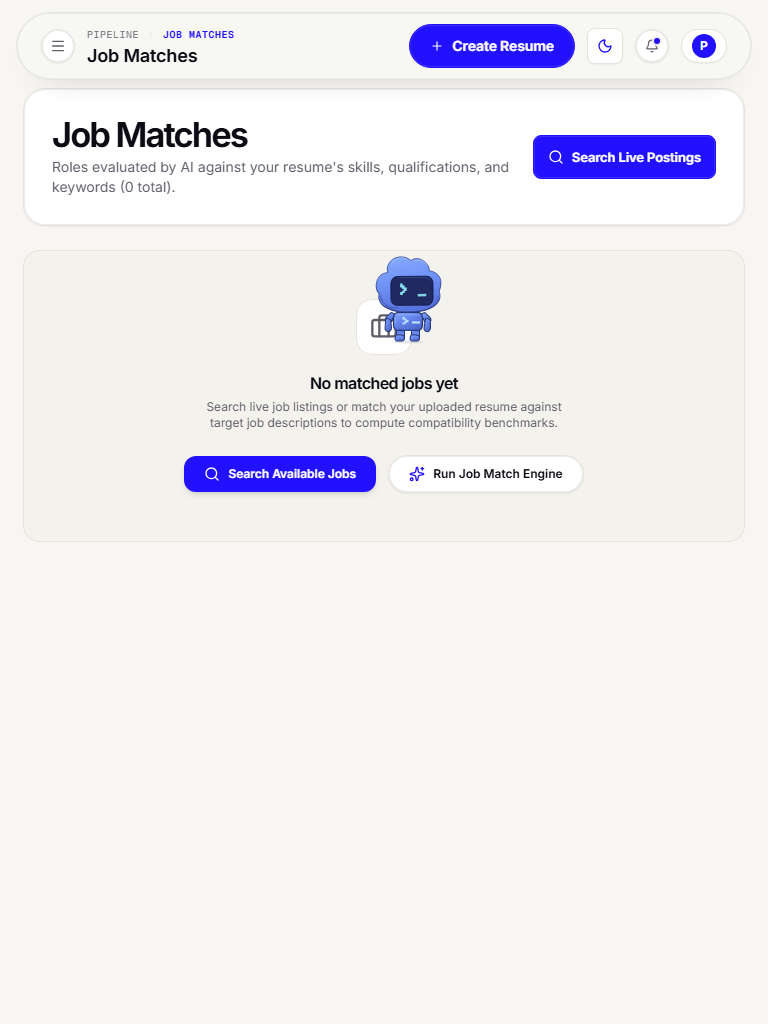 PIPELINE
JOB MATCHES
Job Matches
Create Resume
P
Job Matches
Roles evaluated by AI against your resume's skills, qualifications, and
keywords (0 total).
Search Live Postings
No matched jobs yet
Search live job listings or match your uploaded resume against
target job descriptions to compute compatibility benchmarks.
Search Available Jobs
Run Job Match Engine